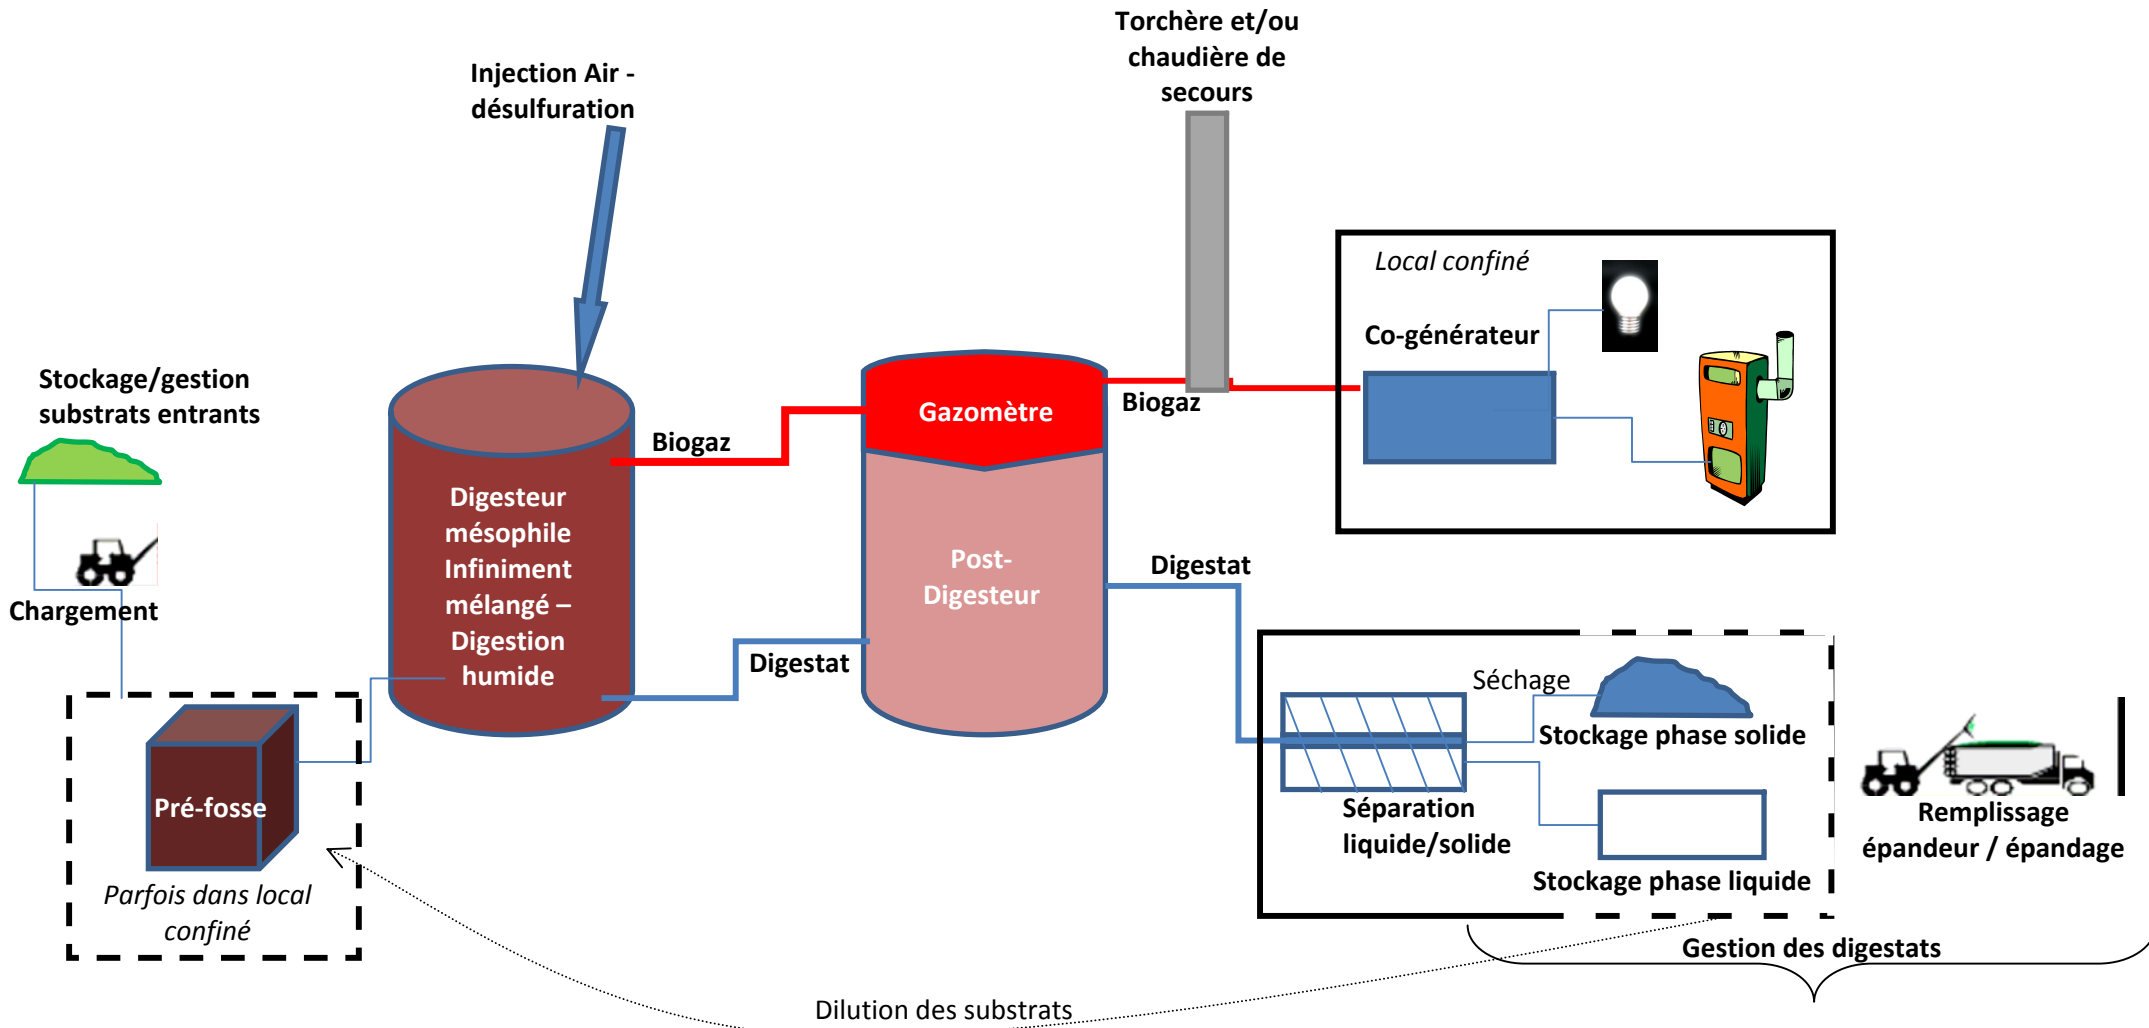 Torchère et/ou
chaudière de
secours
Injection Air -
désulfuration
Local confiné
Co-générateur
Stockage/gestion
substrats entrants
Gazomètre
Biogaz
Biogaz
Digesteur
mésophile
Infiniment
mélangé –
Digestion
humide
Post-
Digesteur
Digestat
Chargement
Digestat
Séchage
Stockage phase solide
Pré-fosse
Séparation
liquide/solide
Remplissage
épandeur / épandage
Stockage phase liquide
Parfois dans local
confiné
Gestion des digestats
Dilution des substrats